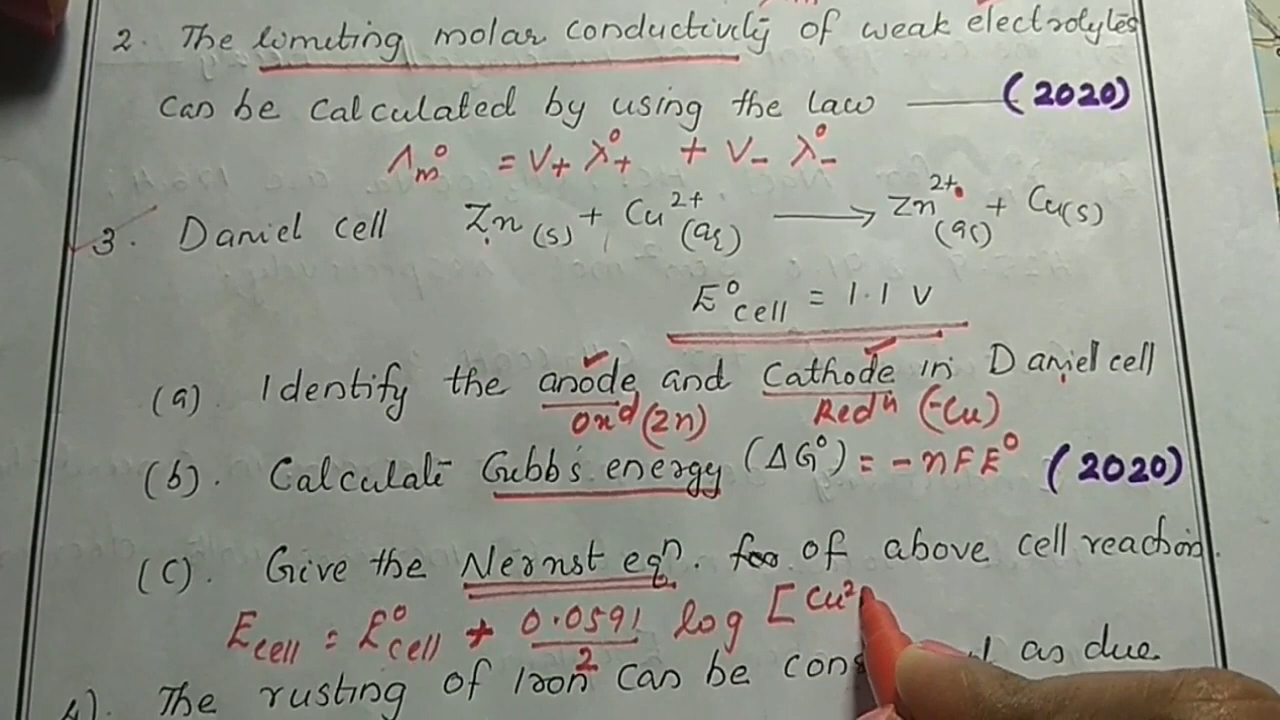 2. The limiting molar conductivity of weak electrolytes
can be calculated by using the law —— (2020)
Λm° = V+ λ°+ + V- λ°-
3. Daniel cell Zn(s) + Cu²⁺(aq) ⟶ Zn²⁺(aq) + Cu(s)
E°cell = 1.1 V
(a). Identify the anode and Cathode in Daniel cell
Oxd (Zn) Redn (-Cu)
(b). Calculate Gibb's energy (ΔG°) = -nFE° (2020)
(C). Give the Nernst eqn. of above cell reaction.
Ecell = E°cell + 0.0591/2 log [Cu²
4). The rusting of Iron can be as due